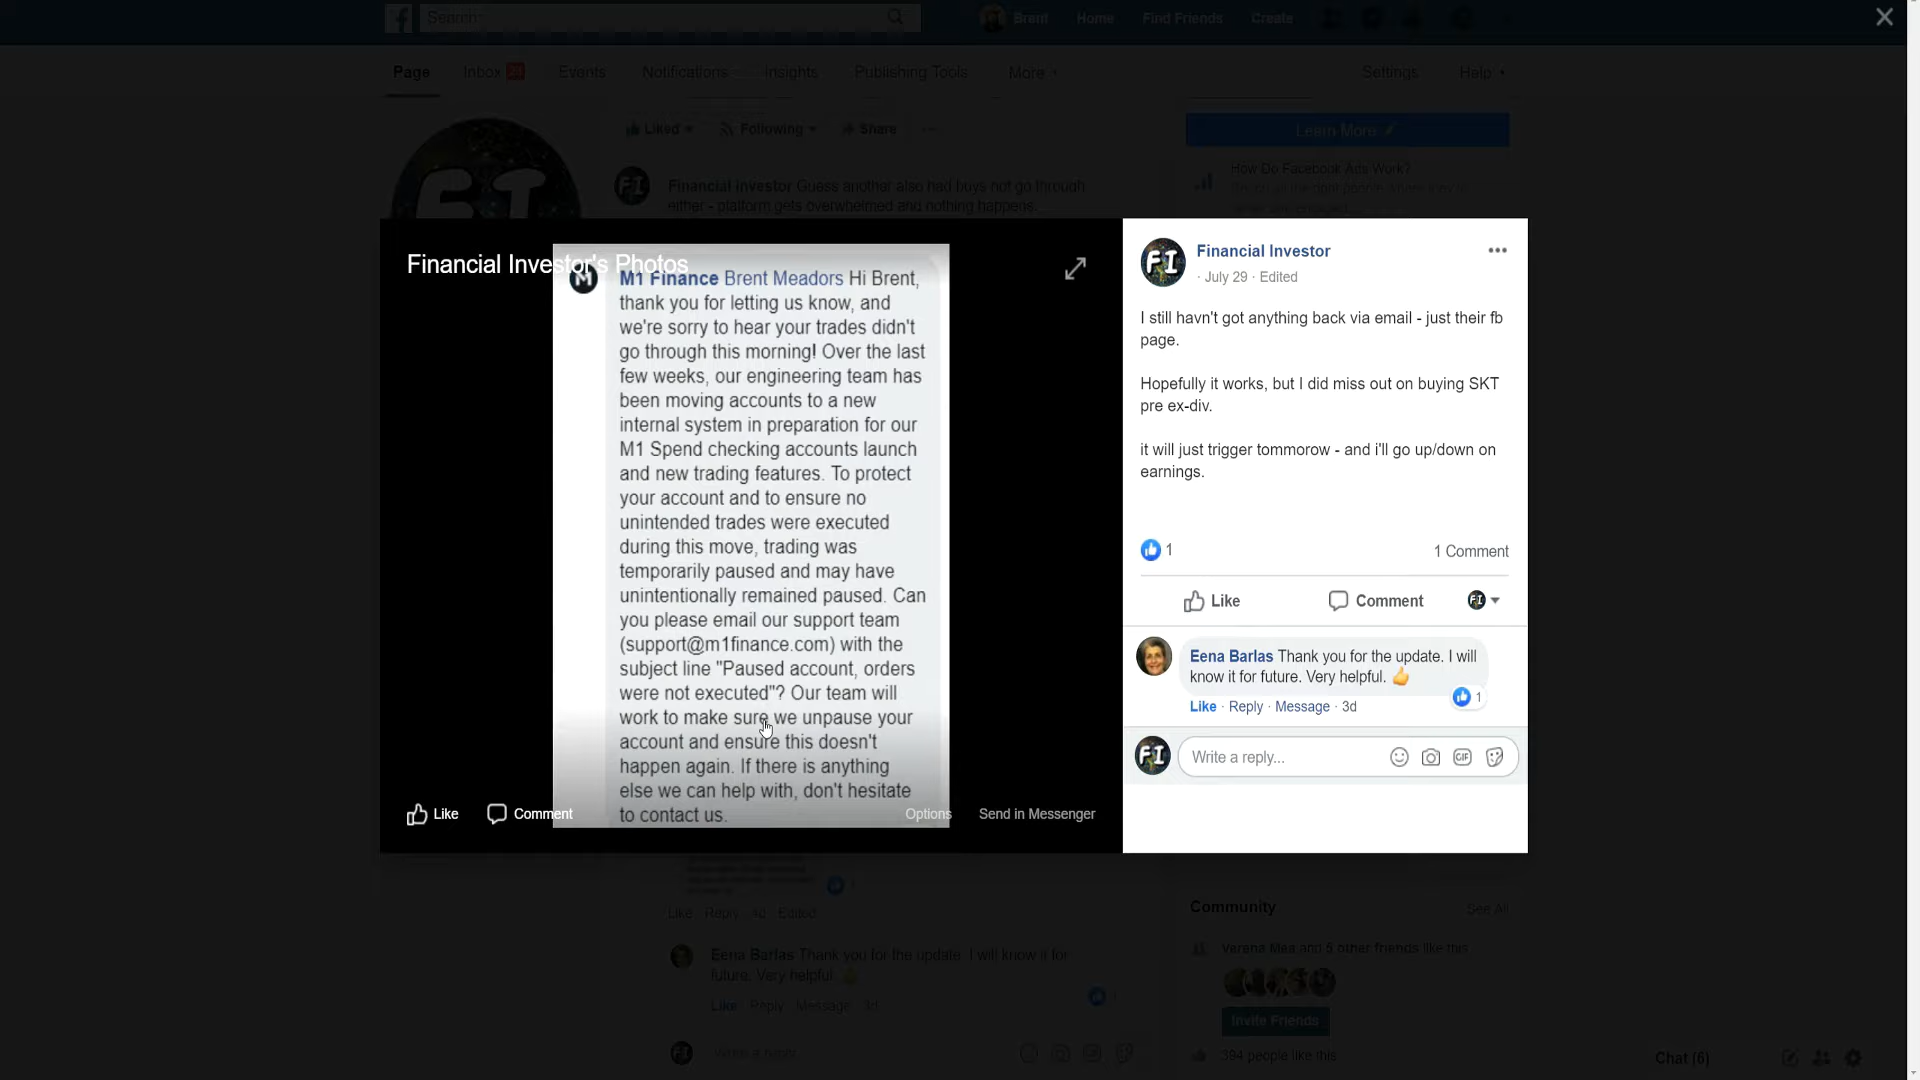 Search
Brent
Home
Find Friends
Create
Page
Inbox
23
Events
Notifications
Insights
Publishing Tools
More
Settings
Help
Liked
Following
Share
Learn More
How Do Facebook Ads Work?
Financial Investor Guess another also had buys not go through
either - platform gets overwhelmed and nothing happens...
FI
Financial Investor's Photos
M1 Finance Brent Meadors Hi Brent,
thank you for letting us know, and
we're sorry to hear your trades didn't
go through this morning! Over the last
few weeks, our engineering team has
been moving accounts to a new
internal system in preparation for our
M1 Spend checking accounts launch
and new trading features. To protect
your account and to ensure no
unintended trades were executed
during this move, trading was
temporarily paused and may have
unintentionally remained paused. Can
you please email our support team
(support@m1finance.com) with the
subject line "Paused account, orders
were not executed"? Our team will
work to make sure we unpause your
account and ensure this doesn't
happen again. If there is anything
else we can help with, don't hesitate
to contact us.
Like
Comment
Options
Send in Messenger
FI
Financial Investor
· July 29 · Edited
I still havn't got anything back via email - just their fb
page.
Hopefully it works, but I did miss out on buying SKT
pre ex-div.
it will just trigger tommorow - and i'll go up/down on
earnings.
1
1 Comment
Like
Comment
Eena Barlas Thank you for the update. I will
know it for future. Very helpful.
1
Like · Reply · Message · 3d
FI
Write a reply...
GIF
Like Reply 3d Edited
Eena Barlas Thank you for the update. I will know it for
future. Very helpful.
Like Reply Message 3d
Write a reply...
Community
See All
Verena Mea and 5 other friends like this
Invite Friends
394 people like this
Chat (6)